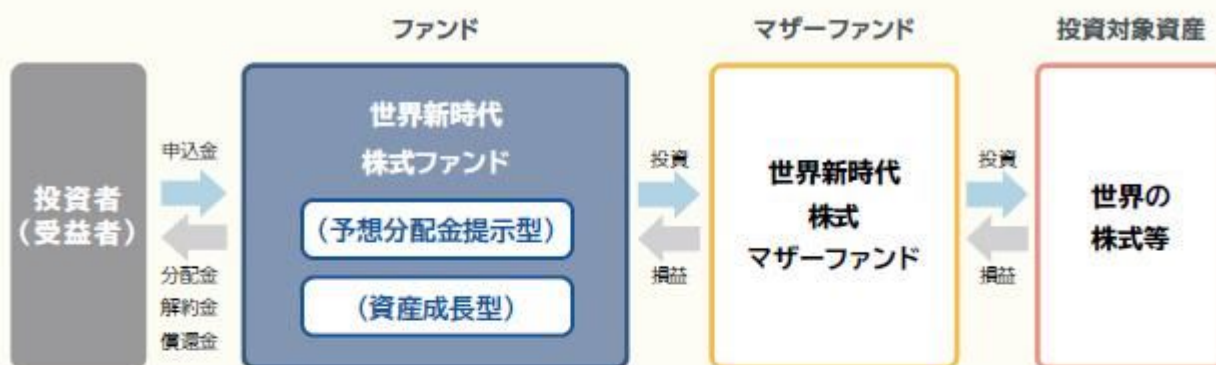 ファンド
マザーファンド
投資対象資産
投資者
(受益者)
申込金
分配金
解約金
償還金
世界新時代
株式ファンド
(予想分配金提示型)
(資産成長型)
投資
損益
世界新時代
株式
マザーファンド
投資
損益
世界の
株式等